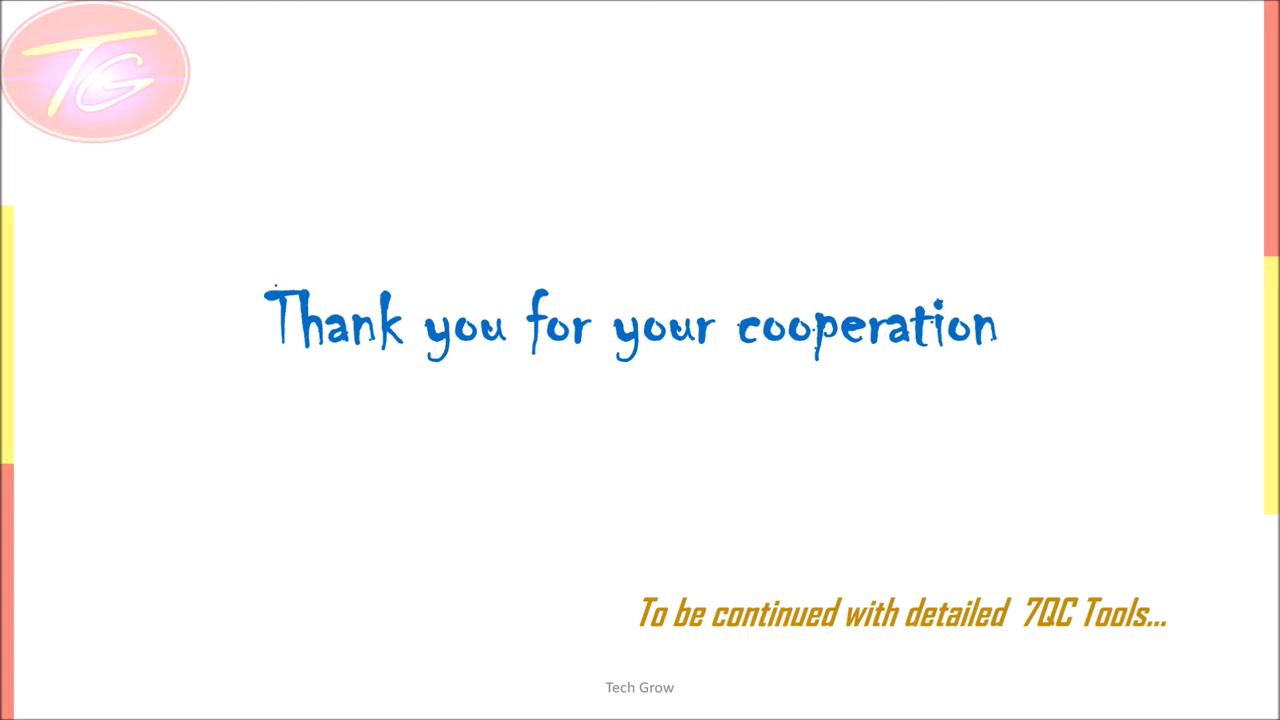 TG
Thank you for your cooperation
To be continued with detailed 7QC Tools...
Tech Grow